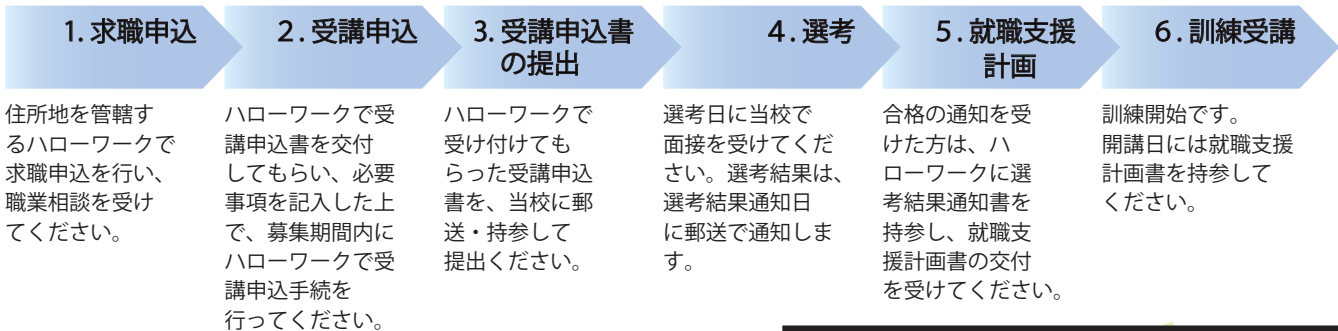 1. 求職申込
住所地を管轄す
るハローワークで
求職申込を行い、
職業相談を受け
てください。
2. 受講申込
ハローワークで受
講申込書を交付
してもらい、必要
事項を記入した上
で、募集期間内に
ハローワークで受
講申込手続を
行ってください。
3. 受講申込書
の提出
ハローワークで
受け付けても
らった受講申込
書を、当校に郵
送・持参して
提出ください。
4. 選考
選考日に当校で
面接を受けてくだ
さい。選考結果は、
選考結果通知日
に郵送で通知しま
す。
5. 就職支援
計画
合格の通知を受
けた方は、ハ
ローワークに選
考結果通知書を
持参し、就職支
援計画書の交付
を受けてください。
6. 訓練受講
訓練開始です。
開講日には就職支援
計画書を持参して
ください。